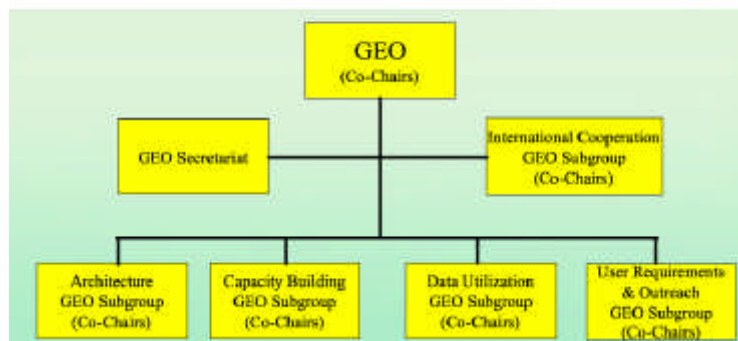 GEO
(Co-Chairs)
GEO Secretariat
International Cooperation
GEO Subgroup
(Co-Chairs)
Architecture
GEO Subgroup
(Co-Chairs)
Capacity Building
GEO Subgroup
(Co-Chairs)
Data Utilization
GEO Subgroup
(Co-Chairs)
User Requirements
& Outreach
GEO Subgroup
(Co-Chairs)